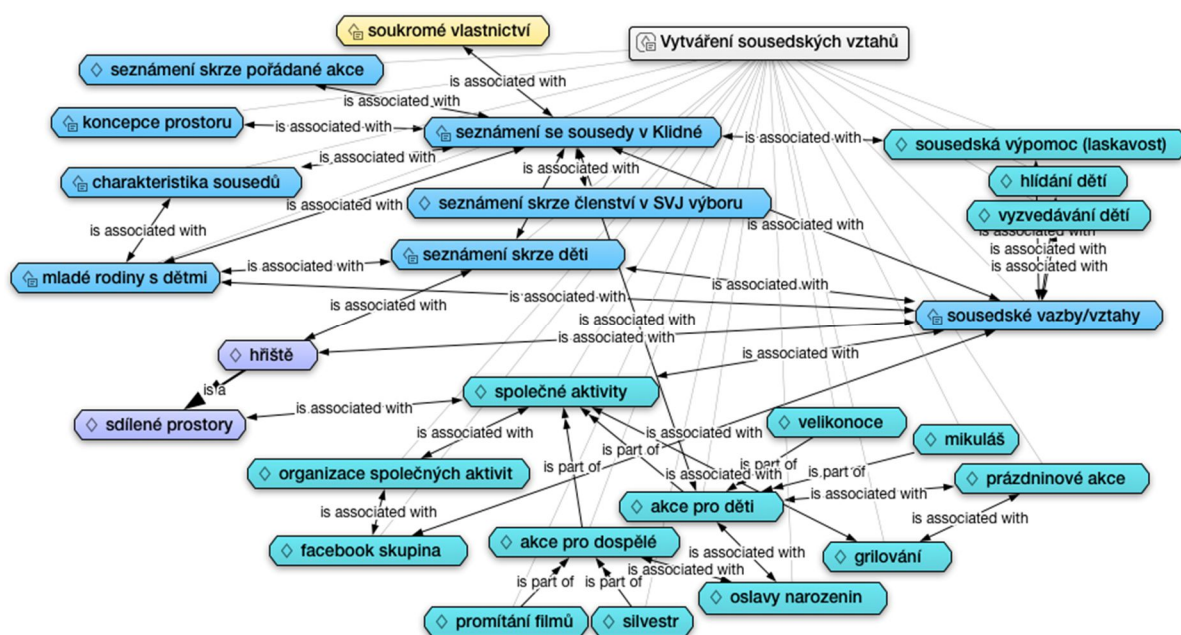 soukromé vlastnictví
Vytváření sousedských vztahů
seznámení skrze pořádané akce
is associated with
is associated with
koncepce prostoru
is associated with
seznámení se sousedy v Klidné
is associated with
sousedská výpomoc (laskavost)
is associated with
is associated with
charakteristika sousedů
hlídání dětí
is associated with
seznámení skrze členství v SVJ výboru
vyzvedávání dětí
is associated with
is associated with
is associated with
is associated with
is associated with
seznámení skrze děti
is associated with
mladé rodiny s dětmi
is associated with
is associated with
is associated with
is associated with
sousedské vazby/vztahy
is associated with
is associated with
hřiště
is associated with
is a
společné aktivity
is associated with
sdílené prostory
velikonoce
is associated with
is associated with
mikuláš
is part of
is part of
is part of
organizace společných aktivit
is associated with
prázdninové akce
is associated with
akce pro děti
is associated with
facebook skupina
akce pro dospělé
is associated with
is associated with
grilování
is part of
is part of
is associated with
oslavy narozenin
promítání filmů
silvestr